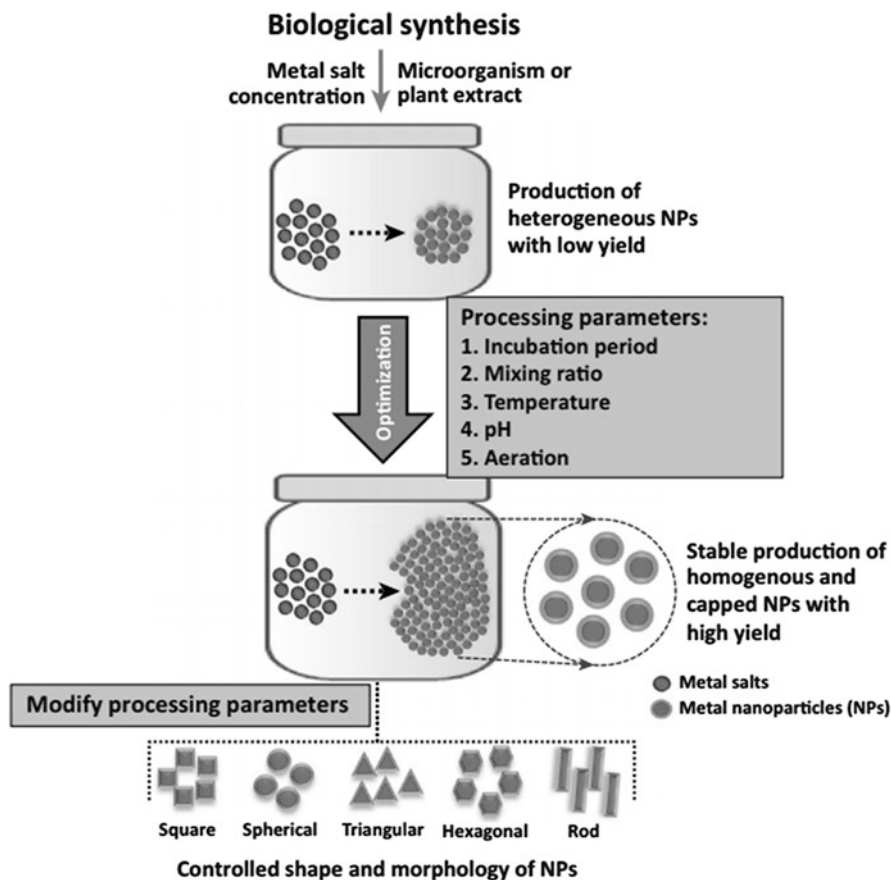 Biological synthesis
Metal salt
concentration
Microorganism or
plant extract
Production of
heterogeneous NPs
with low yield
Optimization
Processing parameters:
1. Incubation period
2. Mixing ratio
3. Temperature
4. pH
5. Aeration
Stable production of
homogenous and
capped NPs with
high yield
Metal salts
Metal nanoparticles (NPs)
Modify processing parameters
Square
Spherical
Triangular
Hexagonal
Rod
Controlled shape and morphology of NPs